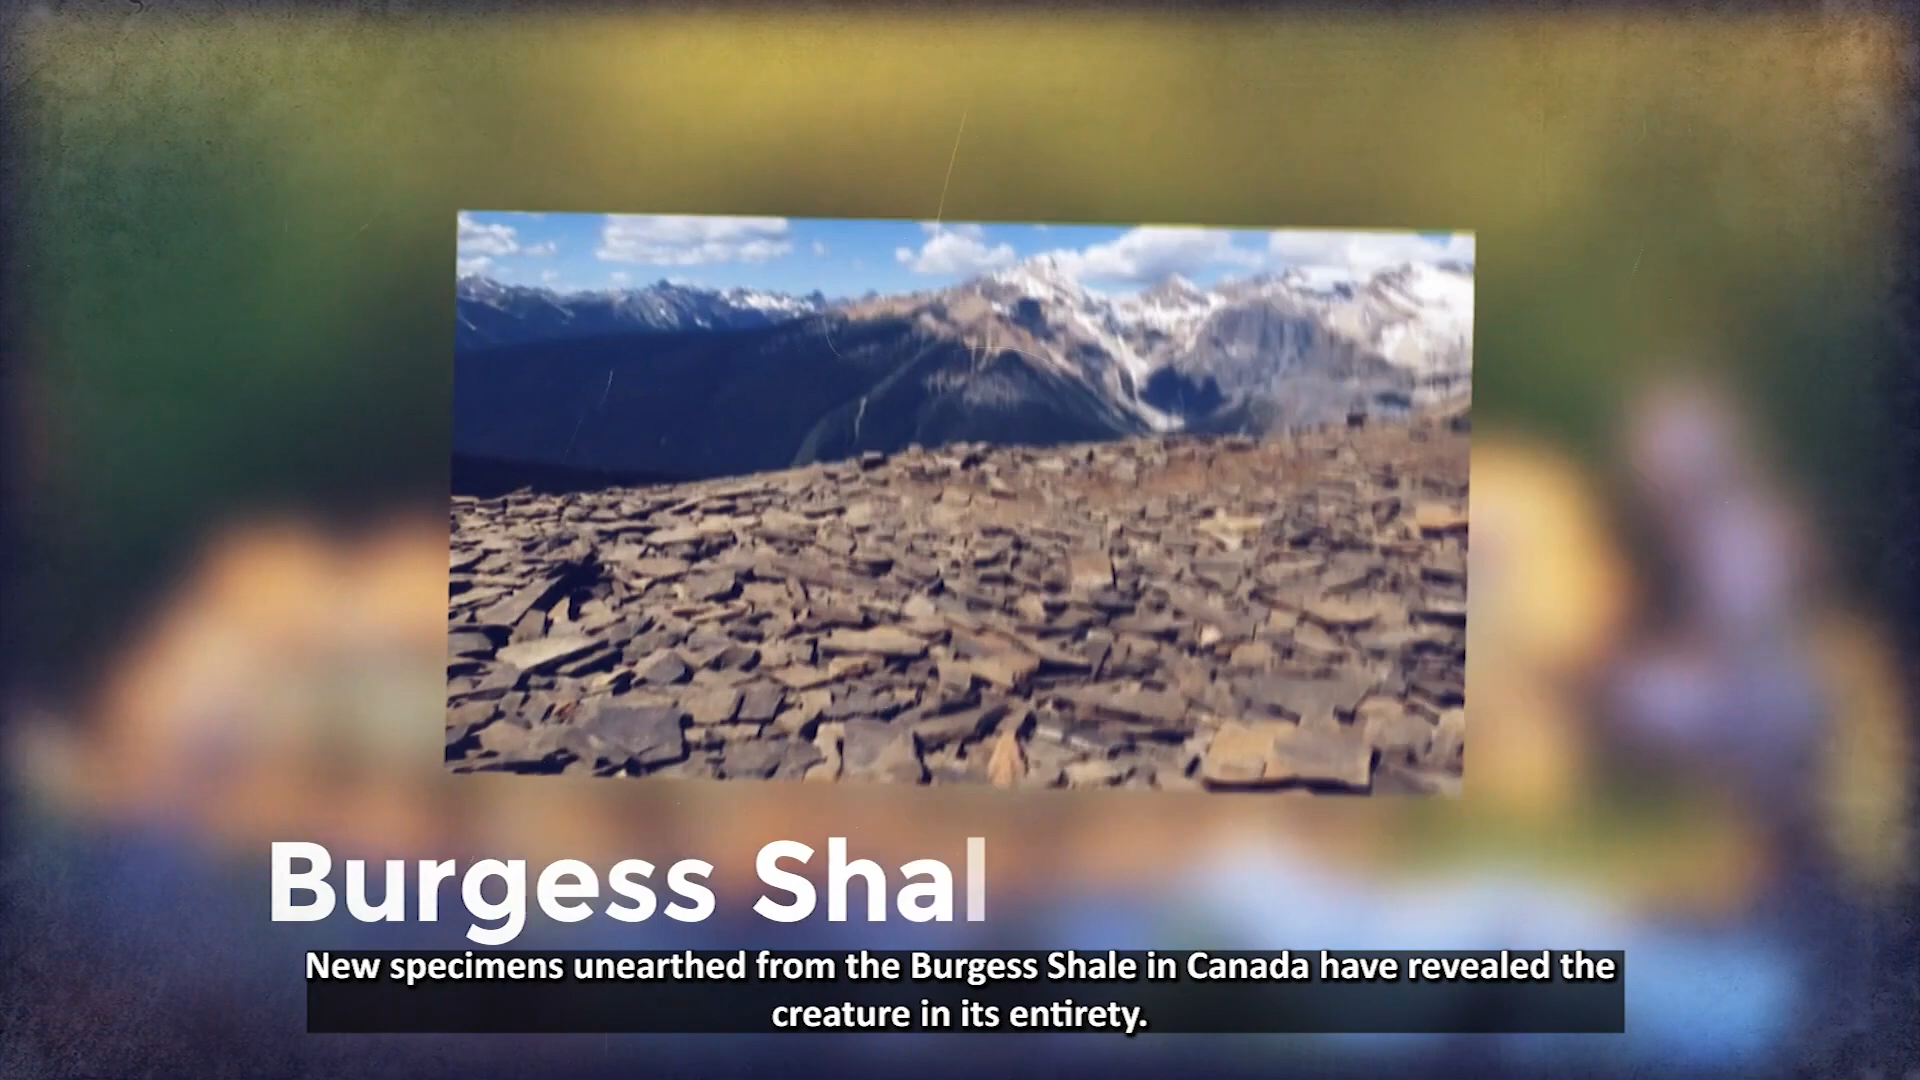 Burgess Shal
New specimens unearthed from the Burgess Shale in Canada have revealed the
creature in its entirety.